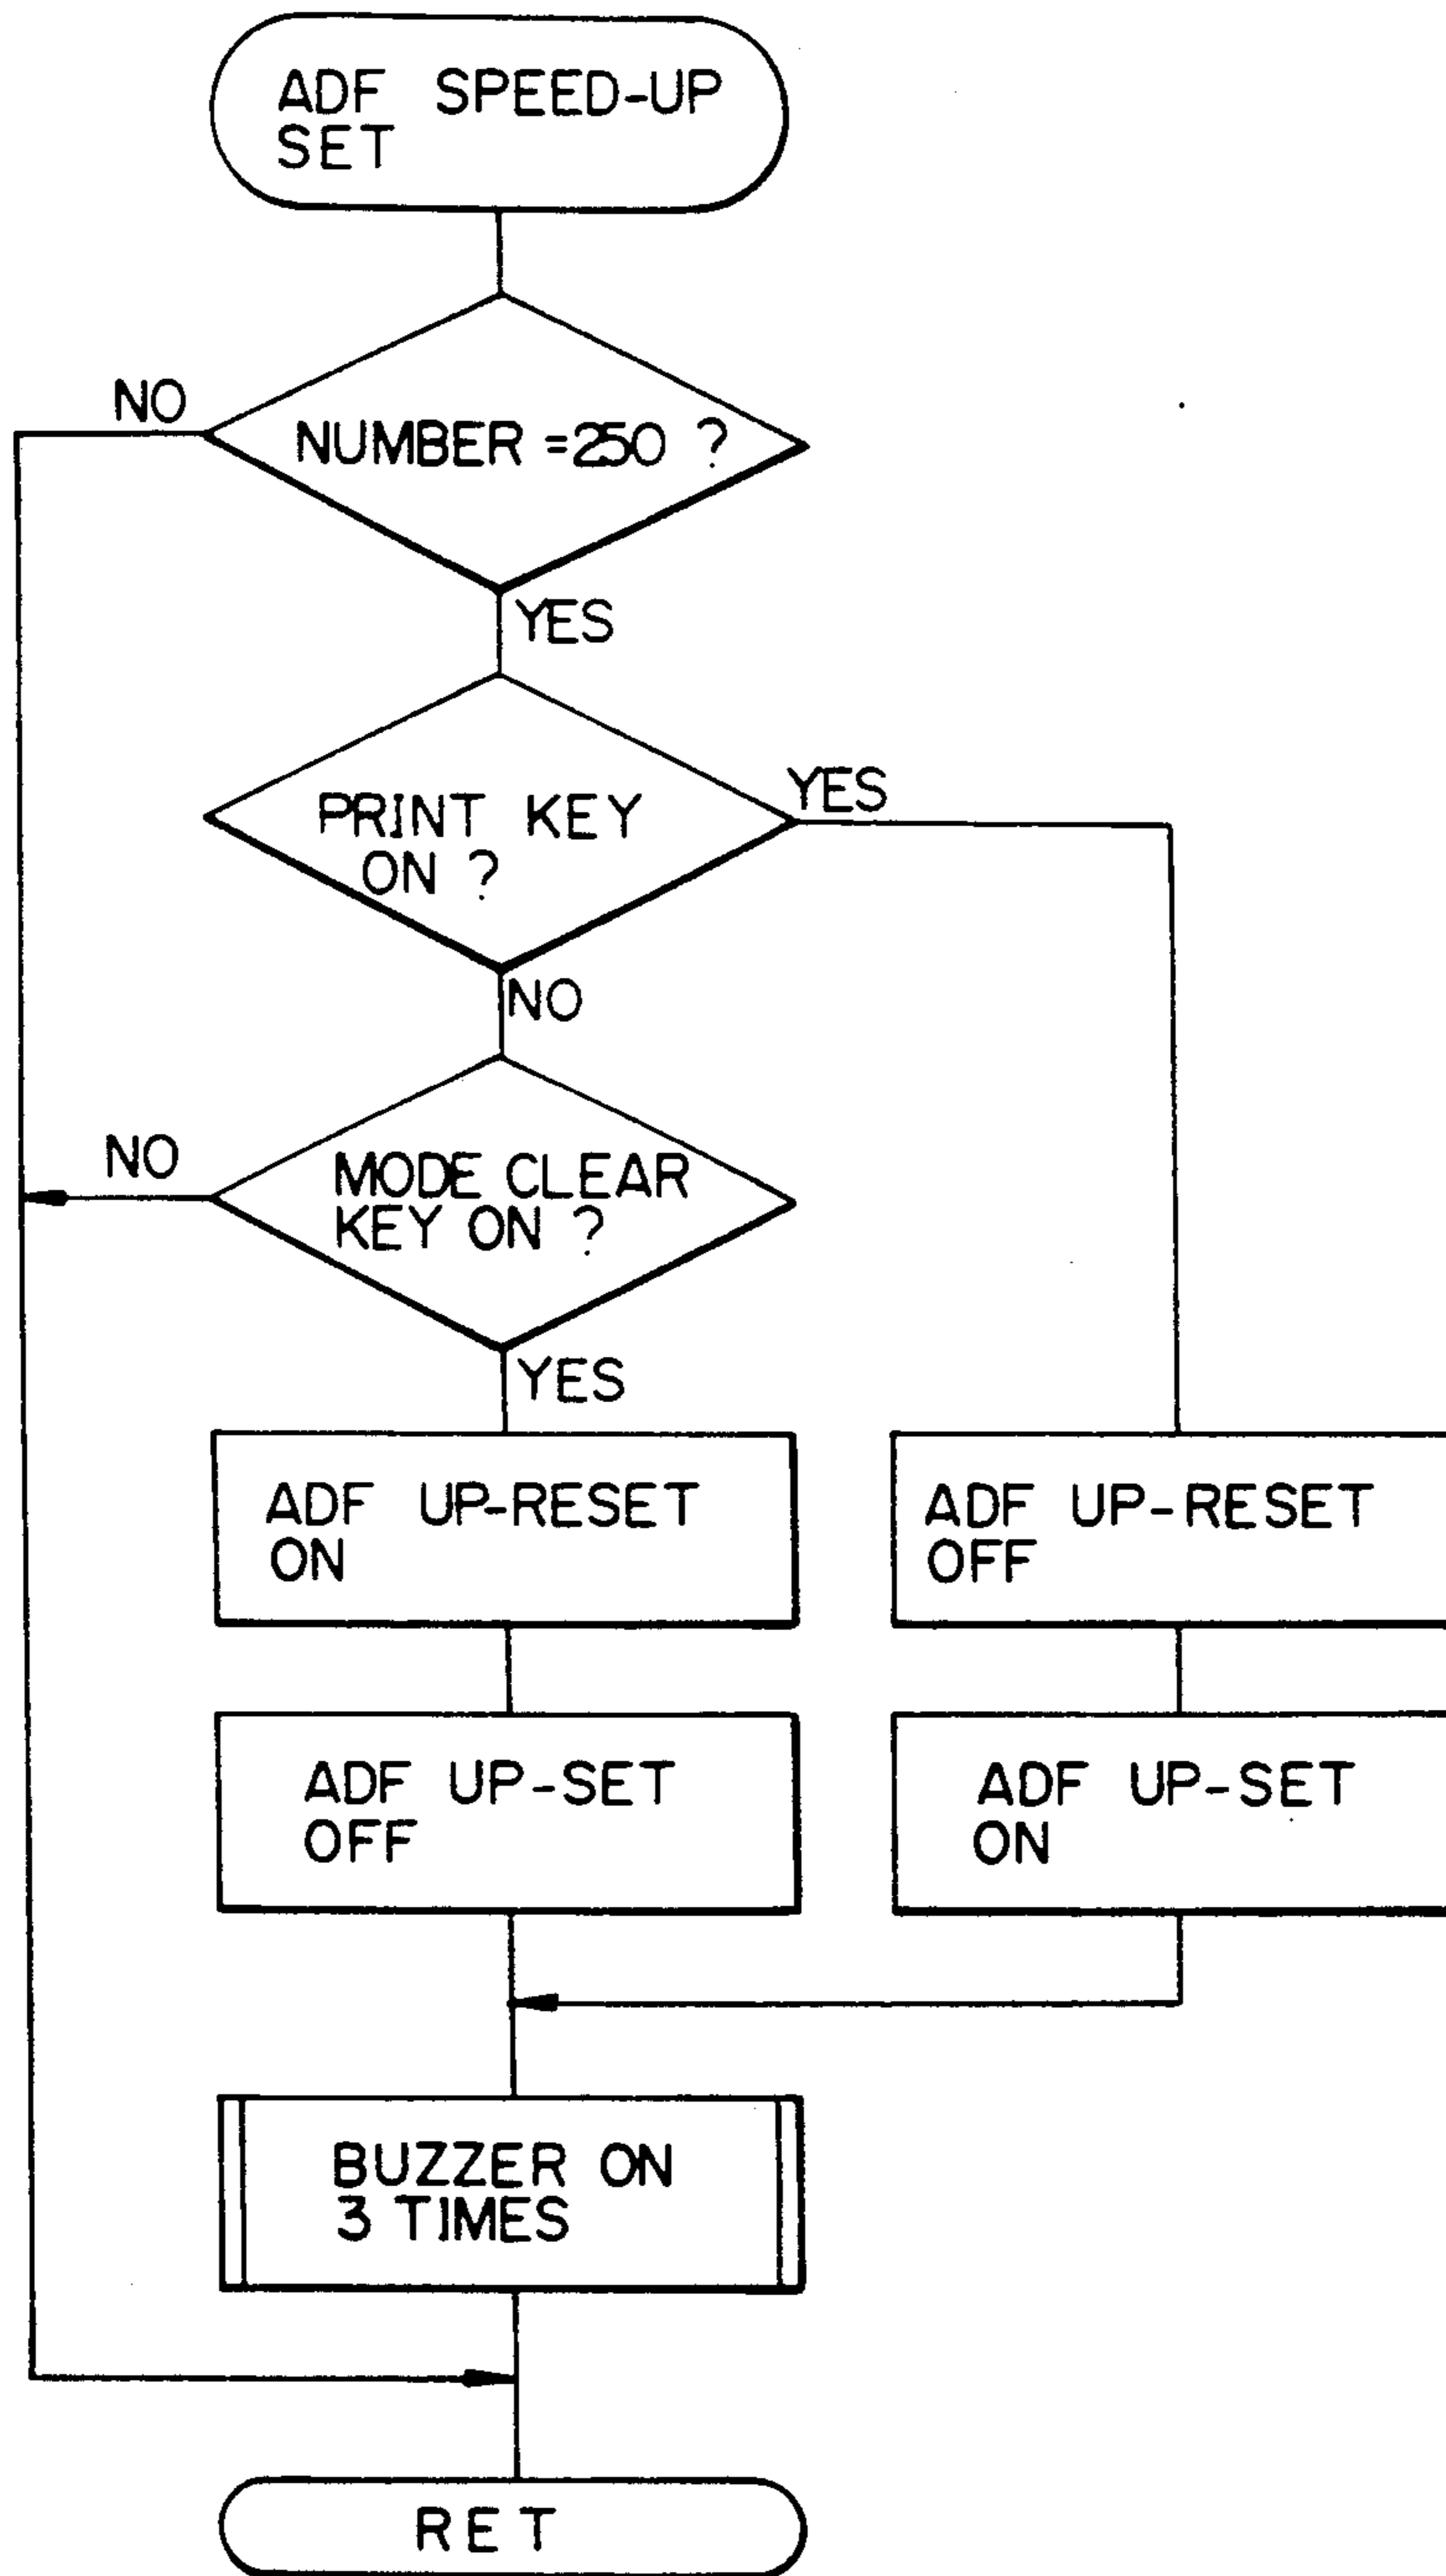 ADF SPEED-UP
SET
NO
NUMBER =250 ?
YES
PRINT KEY
ON ?
YES
NO
NO
MODE CLEAR
KEY ON ?
YES
ADF UP-RESET
ON
ADF UP-RESET
OFF
ADF UP-SET
OFF
ADF UP-SET
ON
BUZZER ON
3 TIMES
RET